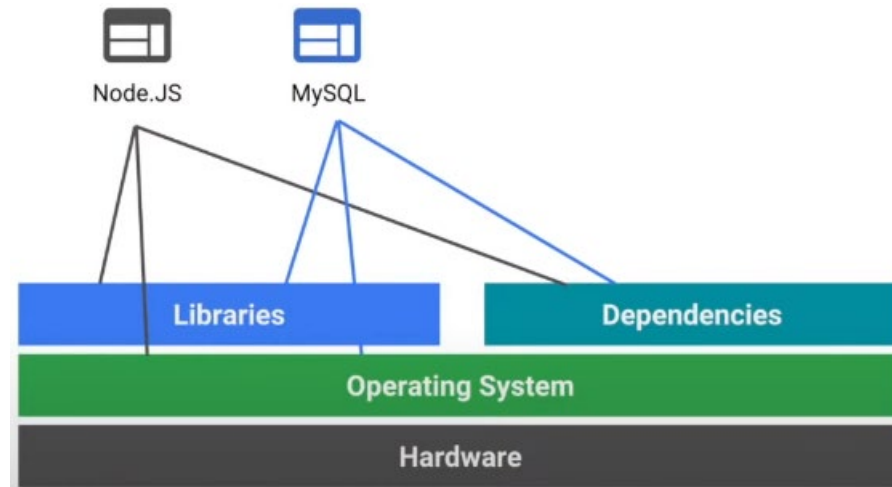 Node.JS
MySQL
Libraries
Dependencies
Operating System
Hardware